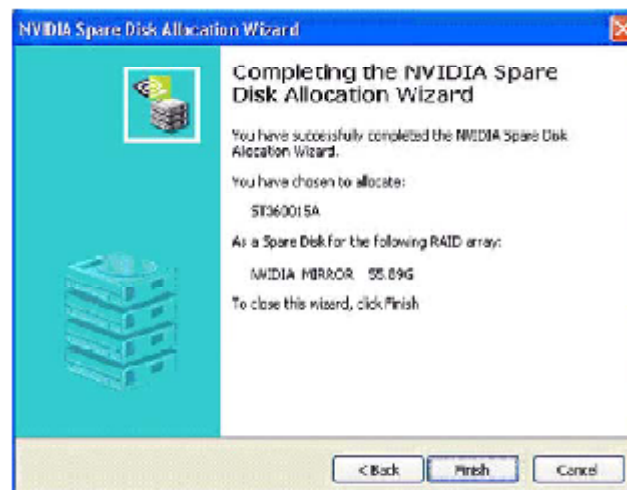 NVIDIA Spare Disk Allocation Wizard
Completing the NVIDIA Spare
Disk Allocation Wizard
You have successfully completed the NVIDIA Spare Disk
Allocation Wizard.
You have chosen to allocate:
ST360015A
As a Spare Disk for the following RAID array:
NVIDIA MIRROR 55.89G
To close this wizard, click Finish
< Back
Finish
Cancel